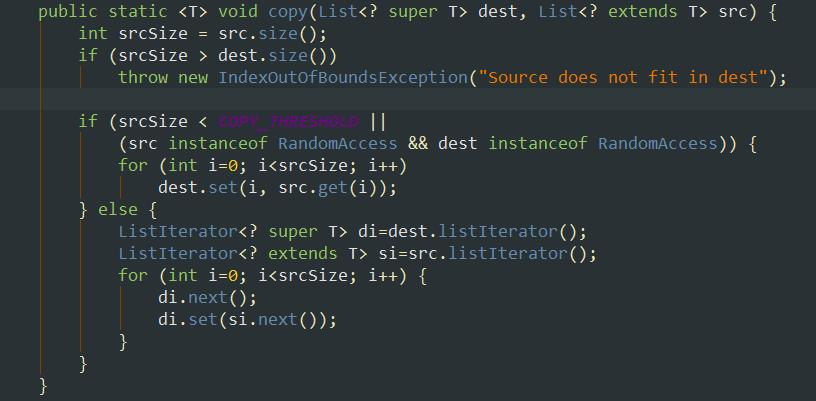 public static <T> void copy(List<? super T> dest, List<? extends T> src) {
int srcSize = src.size();
if (srcSize > dest.size())
throw new IndexOutOfBoundsException("Source does not fit in dest");
if (srcSize < COPY_THRESHOLD ||
(src instanceof RandomAccess && dest instanceof RandomAccess)) {
for (int i=0; i<srcSize; i++)
dest.set(i, src.get(i));
} else {
ListIterator<? super T> di=dest.listIterator();
ListIterator<? extends T> si=src.listIterator();
for (int i=0; i<srcSize; i++) {
di.next();
di.set(si.next());
}
}
}